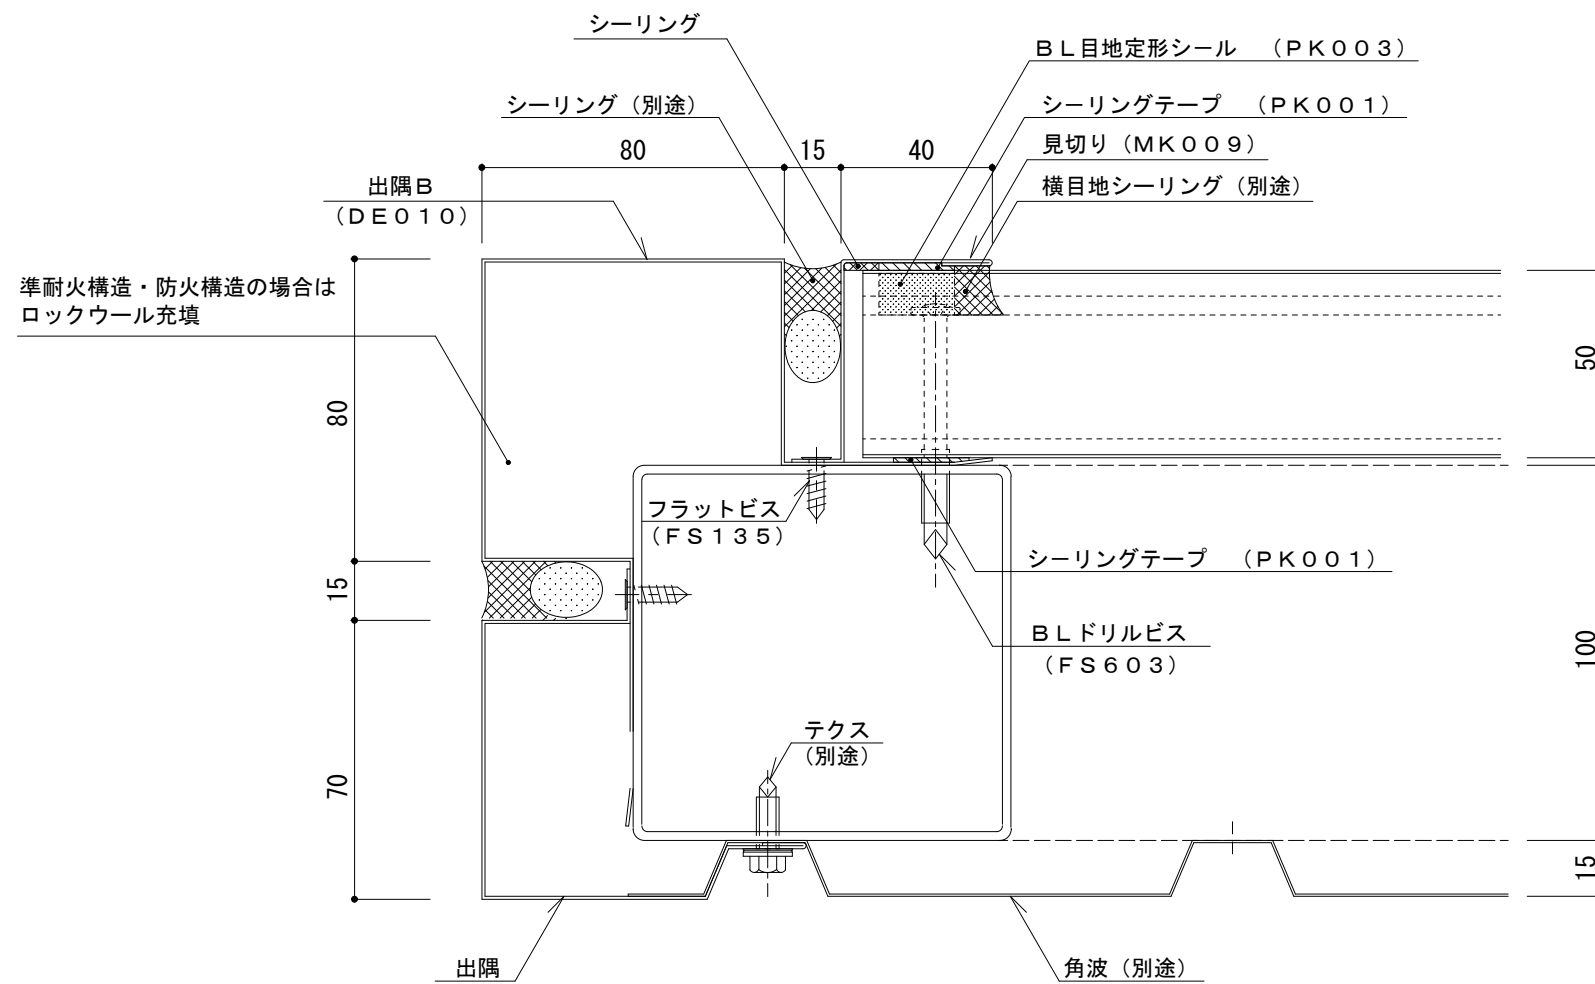 シーリング
BL目地定形シール （PK003）
シーリング（別途）
シーリングテープ （PK001）
見切り（MK009）
80
15
40
出隅B
（DE010）
横目地シーリング（別途）
準耐火構造・防火構造の場合は
ロックウール充填
50
80
フラットビス
（FS135）
シーリングテープ （PK001）
15
BLドリルビス
（FS603）
100
テクス
（別途）
70
15
出隅
角波（別途）